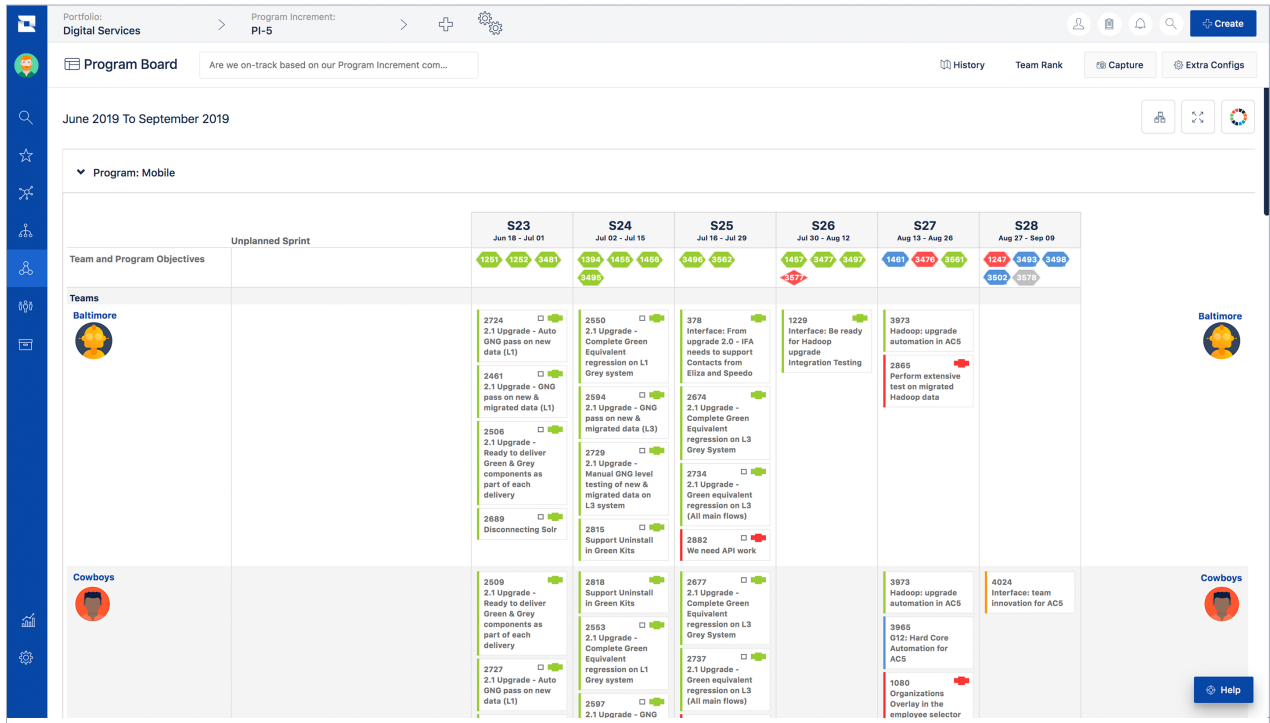 Portfolio:
Digital Services
Program Increment:
PI-5
Create
Program Board
Are we on-track based on our Program Increment com...
History
Team Rank
Capture
Extra Configs
June 2019 To September 2019
Program: Mobile
Unplanned Sprint
S23
Jun 18 - Jul 01
S24
Jul 02 - Jul 15
S25
Jul 16 - Jul 29
S26
Jul 30 - Aug 12
S27
Aug 13 - Aug 26
S28
Aug 27 - Sep 09
Team and Program Objectives
1251 1252 3481
1394 1455 1456
3495
3496 3562
1457 3477 3497
3577
1461 3476 3561
1247 3493 3498
3502 3578
Teams
Baltimore
2724
2.1 Upgrade - Auto
GNG pass on new
data (L1)
2461
2.1 Upgrade - GNG
pass on new &
migrated data (L1)
2506
2.1 Upgrade -
Ready to deliver
Green & Grey
components as
part of each
delivery
2689
Disconnecting Solr
2550
2.1 Upgrade -
Complete Green
Equivalent
regression on L1
Grey system
2594
2.1 Upgrade - GNG
pass on new &
migrated data (L3)
2729
2.1 Upgrade -
Manual GNG level
testing of new &
migrated data on
L3 system
2815
Support Uninstall
in Green Kits
378
Interface: From
upgrade 2.0 - IFA
needs to support
Contacts from
Eliza and Speedo
2674
2.1 Upgrade -
Complete Green
Equivalent
regression on L3
Grey System
2734
2.1 Upgrade -
Green equivalent
regression on L3
(All main flows)
2882
We need API work
1229
Interface: Be ready
for Hadoop
upgrade
Integration Testing
3973
Hadoop: upgrade
automation in AC5
2865
Perform extensive
test on migrated
Hadoop data
Baltimore
Cowboys
2509
2.1 Upgrade -
Ready to deliver
Green & Grey
components as
part of each
delivery
2727
2.1 Upgrade - Auto
GNG pass on new
data (L1)
2818
Support Uninstall
in Green Kits
2553
2.1 Upgrade -
Complete Green
Equivalent
regression on L1
Grey system
2597
2.1 Upgrade - GNG
2677
2.1 Upgrade -
Complete Green
Equivalent
regression on L3
Grey System
2737
2.1 Upgrade -
Green equivalent
regression on L3
(All main flows)
3973
Hadoop: upgrade
automation in AC5
3965
G12: Hard Core
Automation for
AC5
1080
Organizations
Overlay in the
employee selector
4024
Interface: team
innovation for AC5
Cowboys
Help